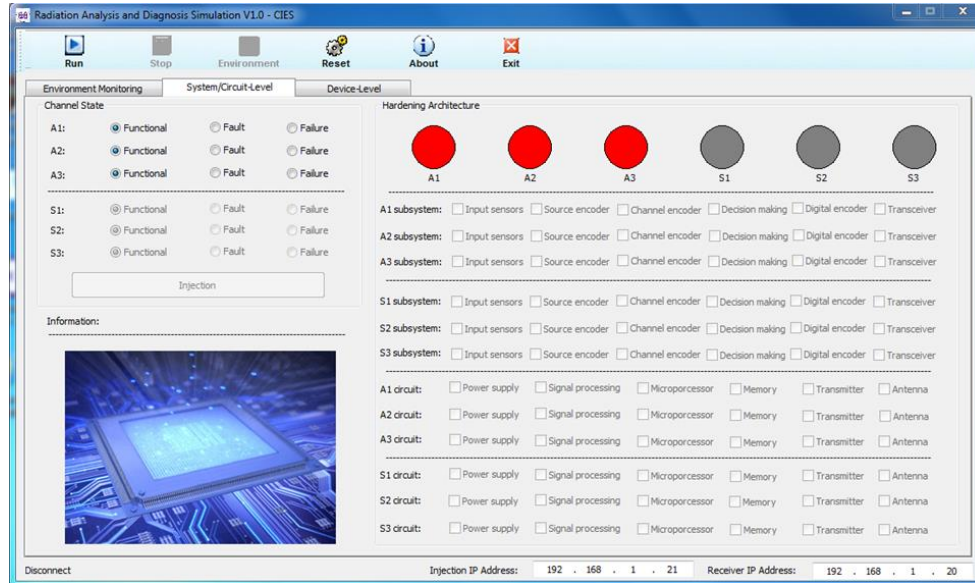 Radiation Analysis and Diagnosis Simulation V1.0 - CIES
Run Stop Environment Reset About Exit
Environment Monitoring System/Circuit-Level Device-Level
Channel State
A1: Functional Fault Failure
A2: Functional Fault Failure
A3: Functional Fault Failure
S1: Functional Fault Failure
S2: Functional Fault Failure
S3: Functional Fault Failure
Injection
Information:
Hardening Architecture
A1 A2 A3 S1 S2 S3
A1 subsystem: Input sensors Source encoder Channel encoder Decision making Digital encoder Transceiver
A2 subsystem: Input sensors Source encoder Channel encoder Decision making Digital encoder Transceiver
A3 subsystem: Input sensors Source encoder Channel encoder Decision making Digital encoder Transceiver
S1 subsystem: Input sensors Source encoder Channel encoder Decision making Digital encoder Transceiver
S2 subsystem: Input sensors Source encoder Channel encoder Decision making Digital encoder Transceiver
S3 subsystem: Input sensors Source encoder Channel encoder Decision making Digital encoder Transceiver
A1 circuit: Power supply Signal processing Microporcessor Memory Transmitter Antenna
A2 circuit: Power supply Signal processing Microporcessor Memory Transmitter Antenna
A3 circuit: Power supply Signal processing Microporcessor Memory Transmitter Antenna
S1 circuit: Power supply Signal processing Microporcessor Memory Transmitter Antenna
S2 circuit: Power supply Signal processing Microporcessor Memory Transmitter Antenna
S3 circuit: Power supply Signal processing Microporcessor Memory Transmitter Antenna
Disconnect Injection IP Address: 192 . 168 . 1 . 21 Receiver IP Address: 192 . 168 . 1 . 20